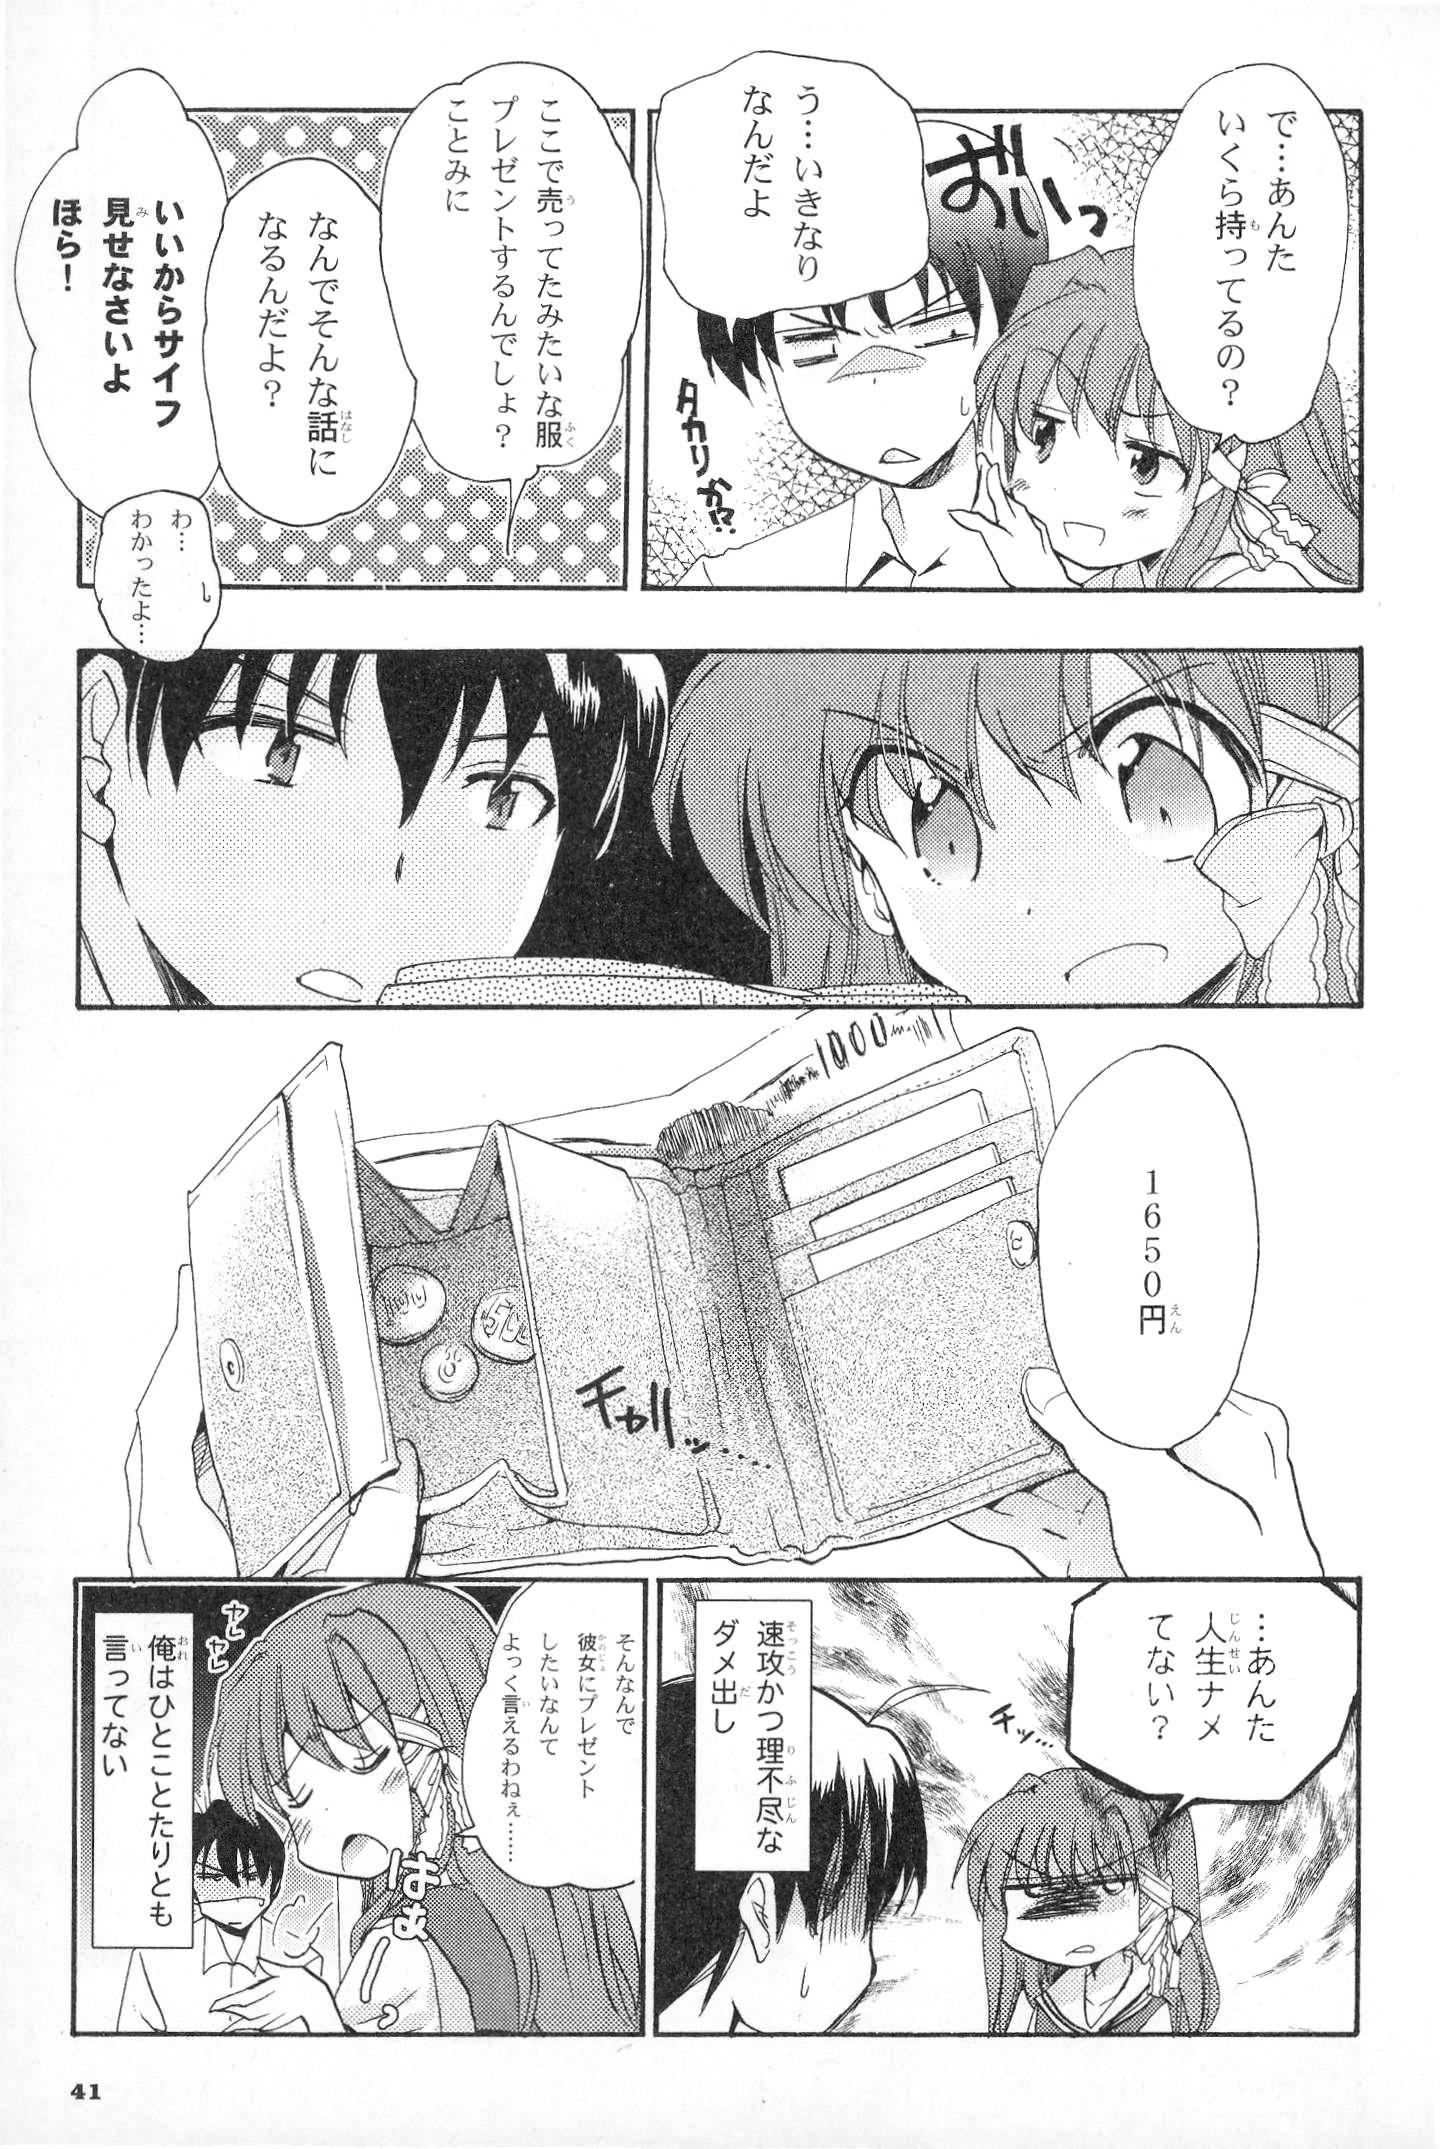 で…あんた
いくら持ってるの？
おいっ
う…いきなり
なんだよ
タカリか!?
ここで売ってたみたいな服
プレゼントするんでしょ？
ことみに
なんでそんな話に
なるんだよ？
いいからサイフ
見せなさいよ
ほら！
わ…
わかったよ…
1000
1650円
チャリッ……
…あんた
人生ナメ
てない？
チッ…
速攻かつ理不尽な
ダメ出し
そんなんで
彼女にプレゼント
したいなんて
よっく言えるわねぇ……
はぁーっ
ヤレ
ヤレ
俺はひとことたりとも
言ってない
41